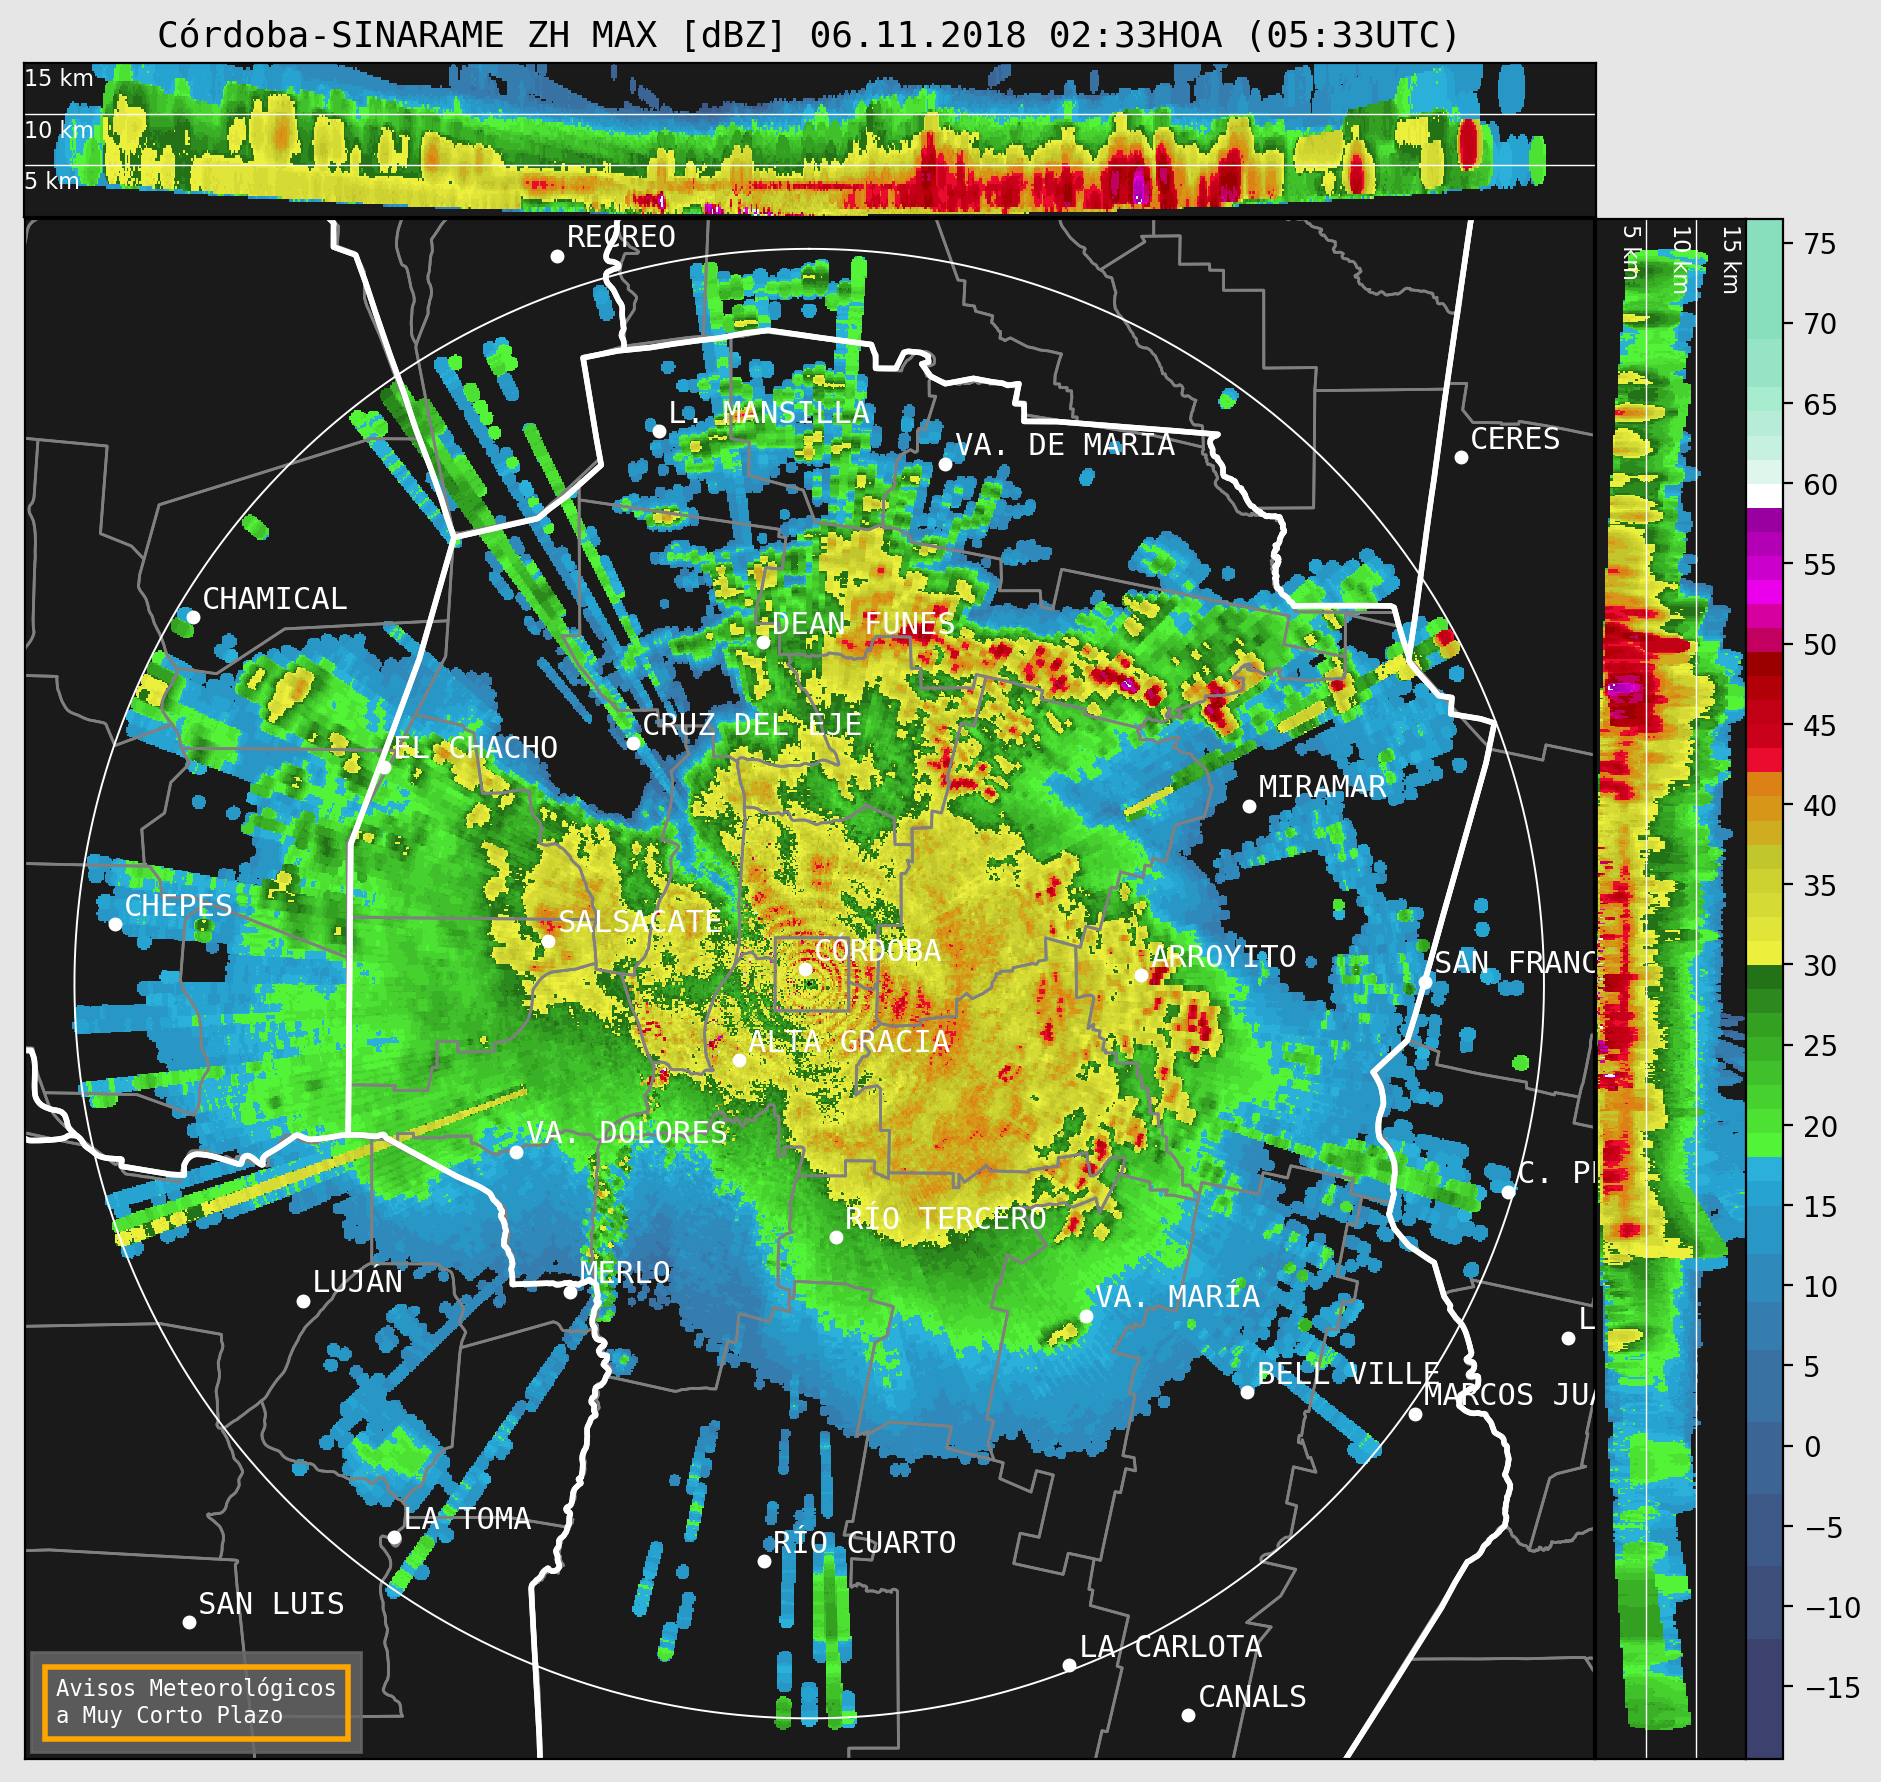 Córdoba-SINARAME ZH MAX [dBZ] 06.11.2018 02:33HOA (05:33UTC)
15 km
10 km
5 km
5 km
10 km
15 km
RECREO
L. MANSILLA
VA. DE MARIA
CERES
CHAMICAL
DEAN FUNES
CRUZ DEL EJE
EL CHACHO
MIRAMAR
CHEPES
SALSACATE
CÓRDOBA
ARROYITO
SAN FRANC
ALTA GRACIA
VA. DOLORES
C. P
RÍO TERCERO
MERLO
LUJÁN
VA. MARÍA
L
BELL VILLE
MARCOS JUA
LA TOMA
RÍO CUARTO
SAN LUIS
LA CARLOTA
CANALS
Avisos Meteorológicos
a Muy Corto Plazo
75
70
65
60
55
50
45
40
35
30
25
20
15
10
5
0
−5
−10
−15